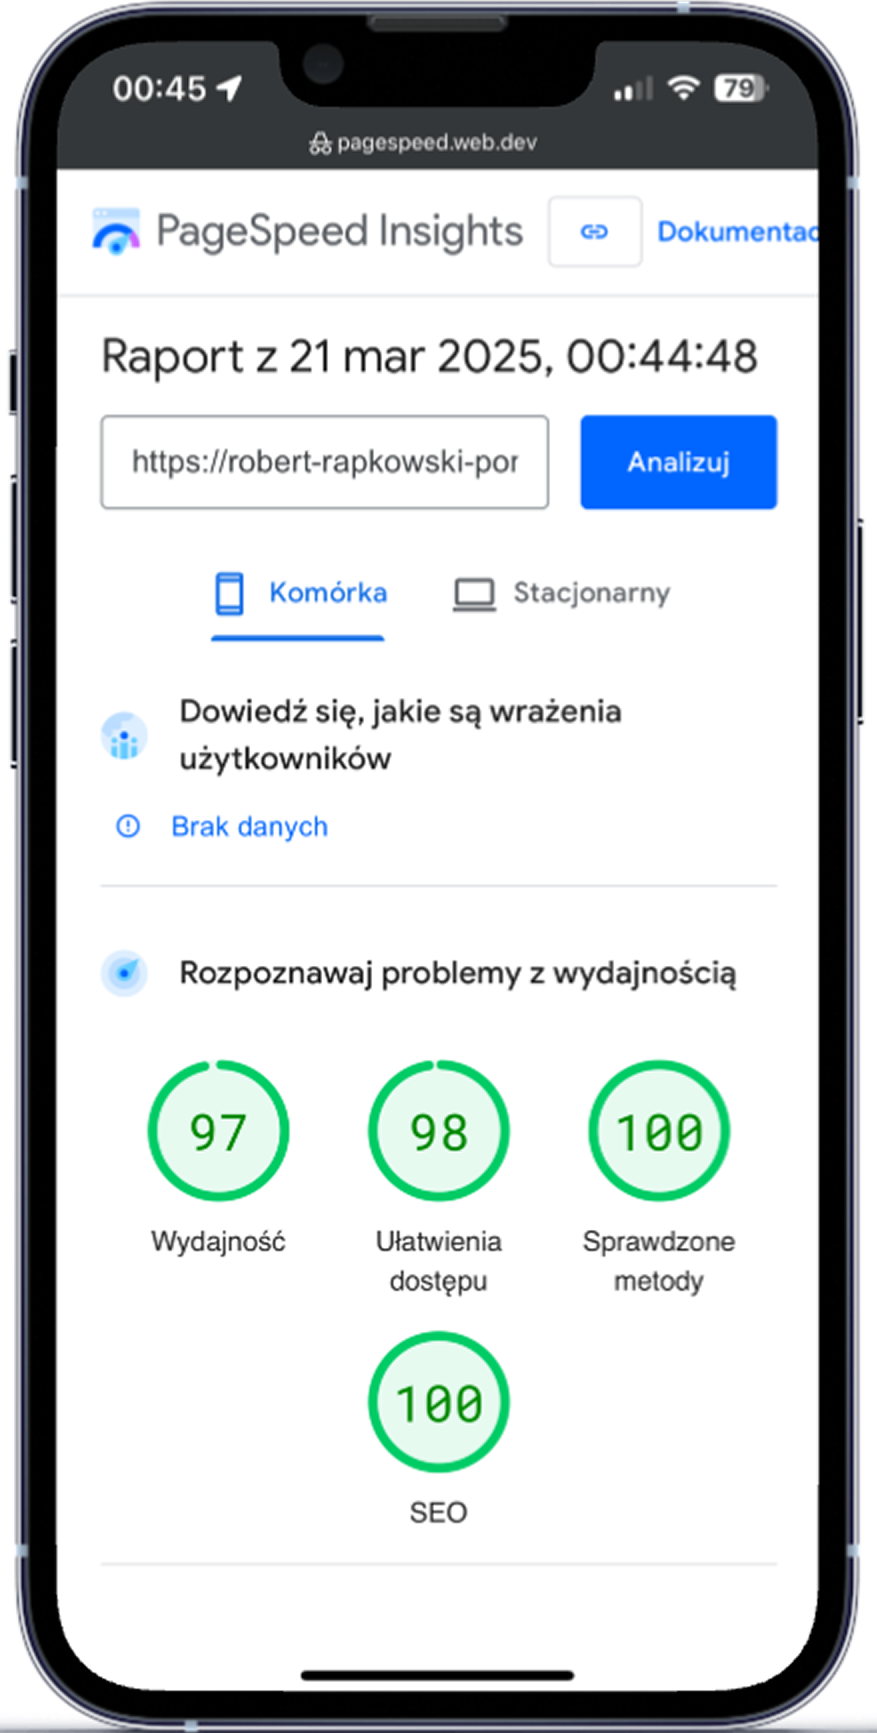 00:45
79
pagespeed.web.dev
PageSpeed Insights
Dokumentac
Raport z 21 mar 2025, 00:44:48
https://robert-rapkowski-por
Analizuj
Komórka
Stacjonarny
Dowiedź się, jakie są wrażenia
użytkowników
Brak danych
Rozpoznawaj problemy z wydajnością
97
98
100
Wydajność
Ułatwienia
dostępu
Sprawdzone
metody
100
SEO